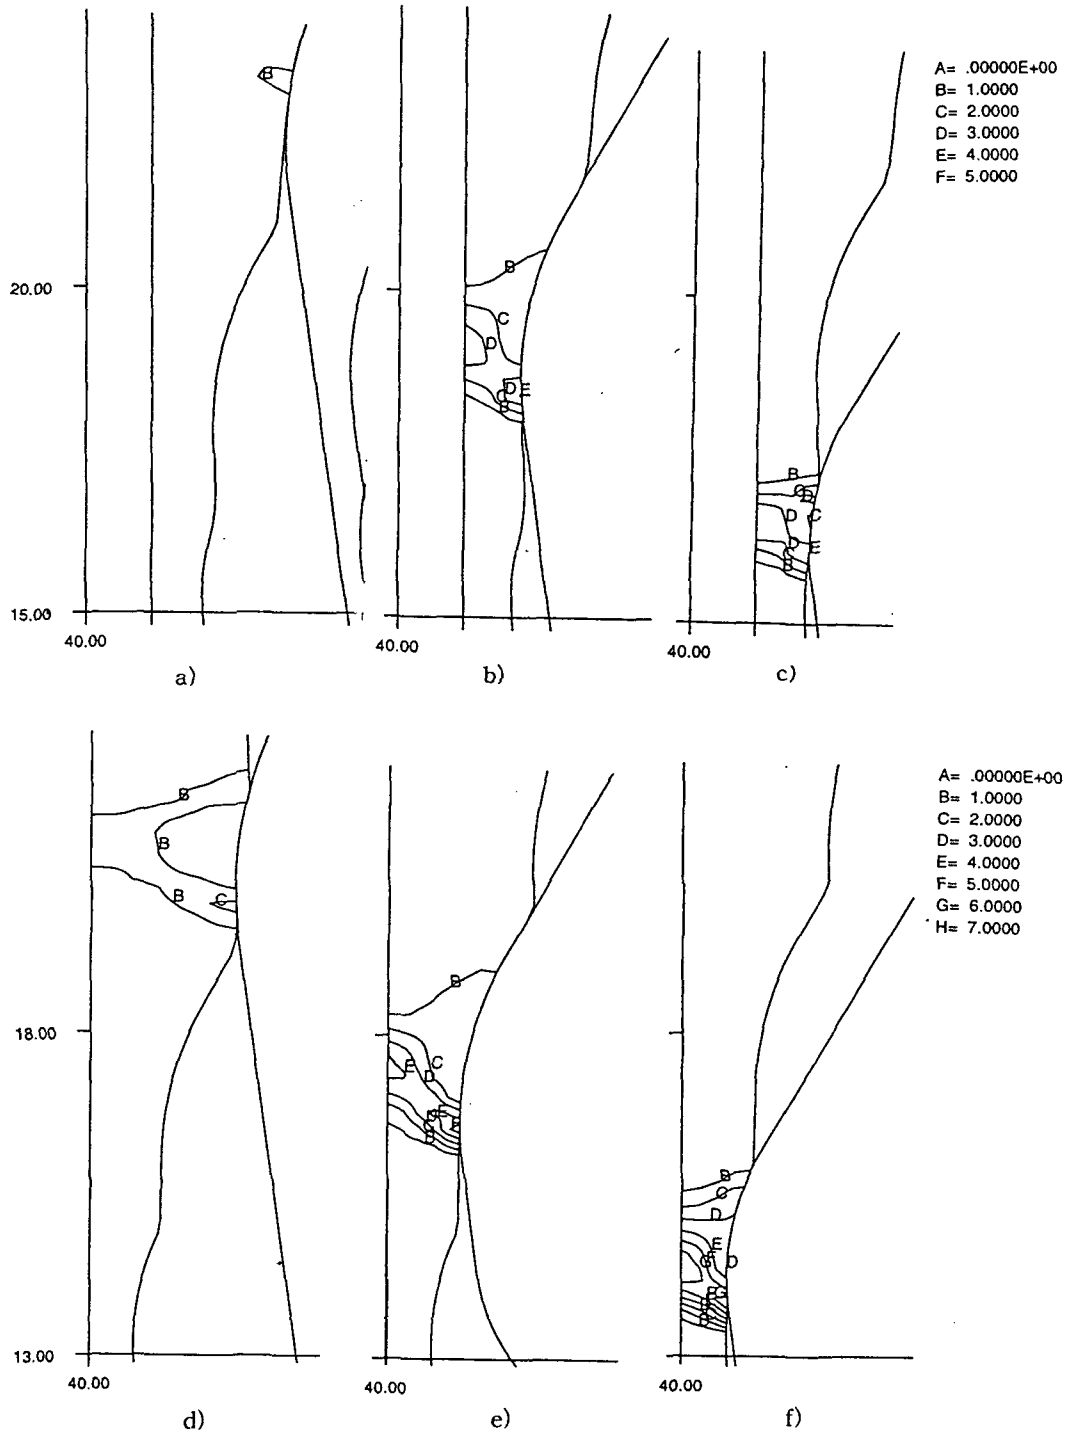 A= .00000E+00
B= 1.0000
C= 2.0000
D= 3.0000
E= 4.0000
F= 5.0000
B
20.00
15.00
40.00
a)
B
C
D
D E
C
B
40.00
b)
B
C D
D C
D E
C
B
40.00
c)
A= .00000E+00
B= 1.0000
C= 2.0000
D= 3.0000
E= 4.0000
F= 5.0000
G= 6.0000
H= 7.0000
B
B
B C
18.00
13.00
40.00
d)
B
C
E
D
40.00
e)
B
C
D
E
G D
G
40.00
f)